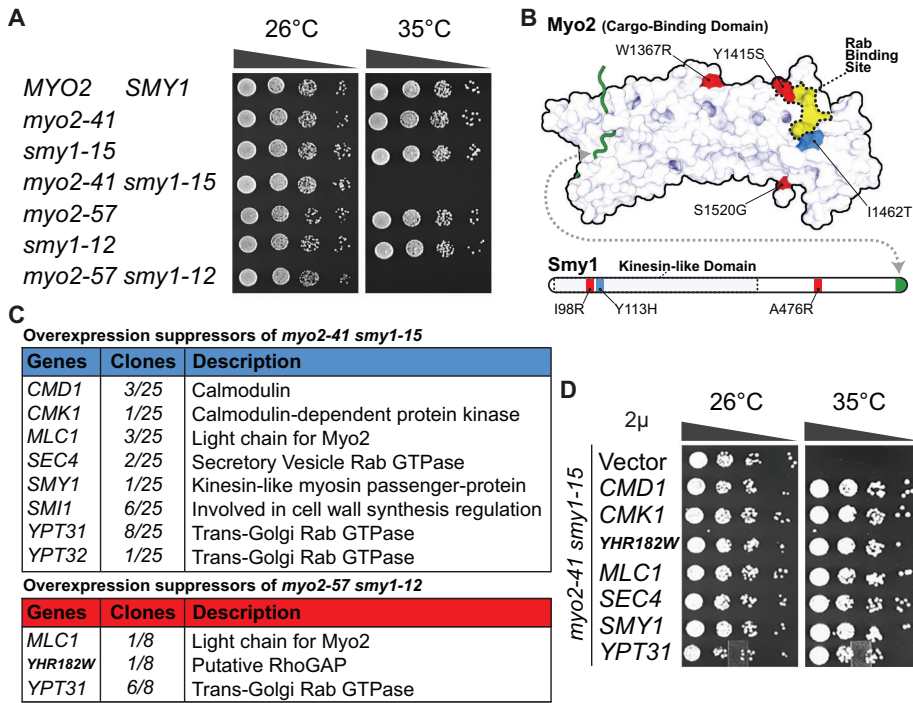 A
26°C 35°C
MYO2 SMY1
myo2-41
smy1-15
myo2-41 smy1-15
myo2-57
smy1-12
myo2-57 smy1-12
B
Myo2 (Cargo-Binding Domain)
W1367R
Y1415S
Rab
Binding
Site
S1520G
I1462T
Smy1
Kinesin-like Domain
I98R
Y113H
A476R
C
Overexpression suppressors of myo2-41 smy1-15
Genes Clones Description
CMD1 3/25 Calmodulin
CMK1 1/25 Calmodulin-dependent protein kinase
MLC1 3/25 Light chain for Myo2
SEC4 2/25 Secretory Vesicle Rab GTPase
SMY1 1/25 Kinesin-like myosin passenger-protein
SMI1 6/25 Involved in cell wall synthesis regulation
YPT31 8/25 Trans-Golgi Rab GTPase
YPT32 1/25 Trans-Golgi Rab GTPase
Overexpression suppressors of myo2-57 smy1-12
Genes Clones Description
MLC1 1/8 Light chain for Myo2
YHR182W 1/8 Putative RhoGAP
YPT31 6/8 Trans-Golgi Rab GTPase
D
26°C 35°C
2µ
myo2-41 smy1-15
Vector
CMD1
CMK1
YHR182W
MLC1
SEC4
SMY1
YPT31